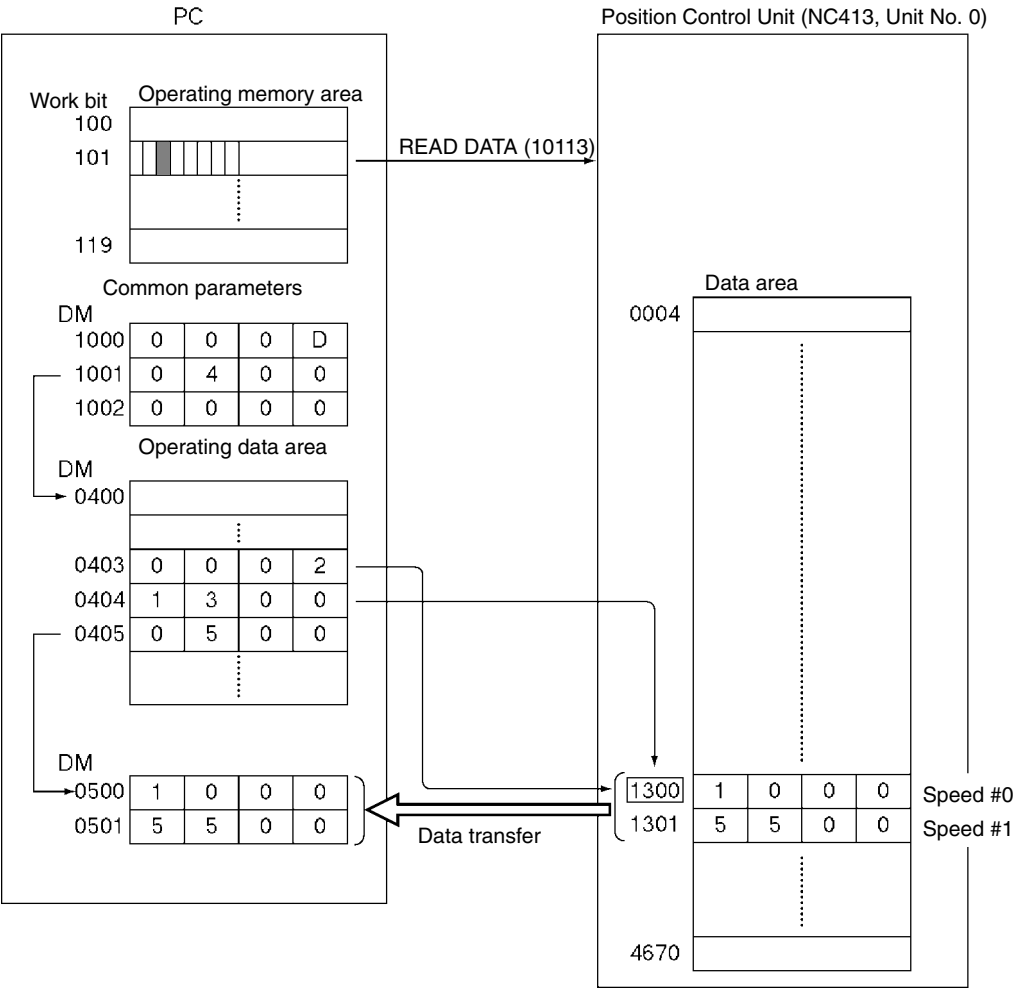 PC
Position Control Unit (NC413, Unit No. 0)
Work bit
Operating memory area
100
101
READ DATA (10113)
119
Common parameters
DM
1000 0 0 0 D
1001 0 4 0 0
1002 0 0 0 0
Operating data area
DM
0400
0403 0 0 0 2
0404 1 3 0 0
0405 0 5 0 0
DM
0500 1 0 0 0
0501 5 5 0 0
Data transfer
Data area
0004
1300 1 0 0 0 Speed #0
1301 5 5 0 0 Speed #1
4670